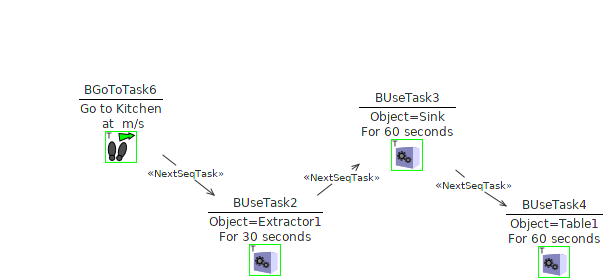 BGoToTask6
Go to Kitchen
at  m/s
T
«NextSeqTask»
BUseTask2
Object=Extractor1
For 30 seconds
T
«NextSeqTask»
BUseTask3
Object=Sink
For 60 seconds
T
«NextSeqTask»
BUseTask4
Object=Table1
For 60 seconds
T